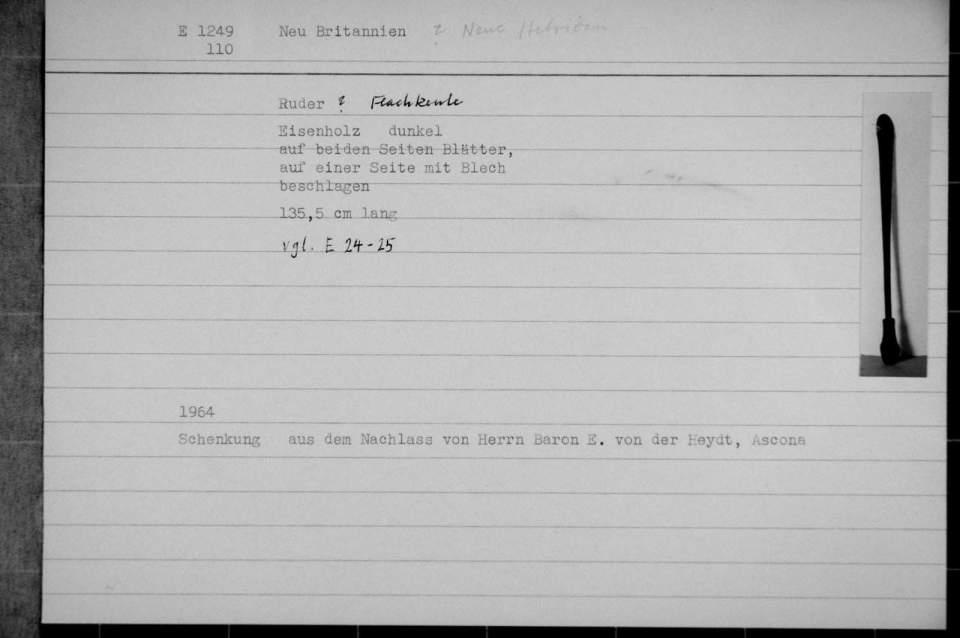 E 1249 Neu Britannien ? Neue Hebriden
110
Ruder ? Flachkeule
Eisenholz dunkel
auf beiden Seiten Blätter,
auf einer Seite mit Blech
beschlagen
135,5 cm lang
vgl. E 24-25
1964
Schenkung aus dem Nachlass von Herrn Baron E. von der Heydt, Ascona